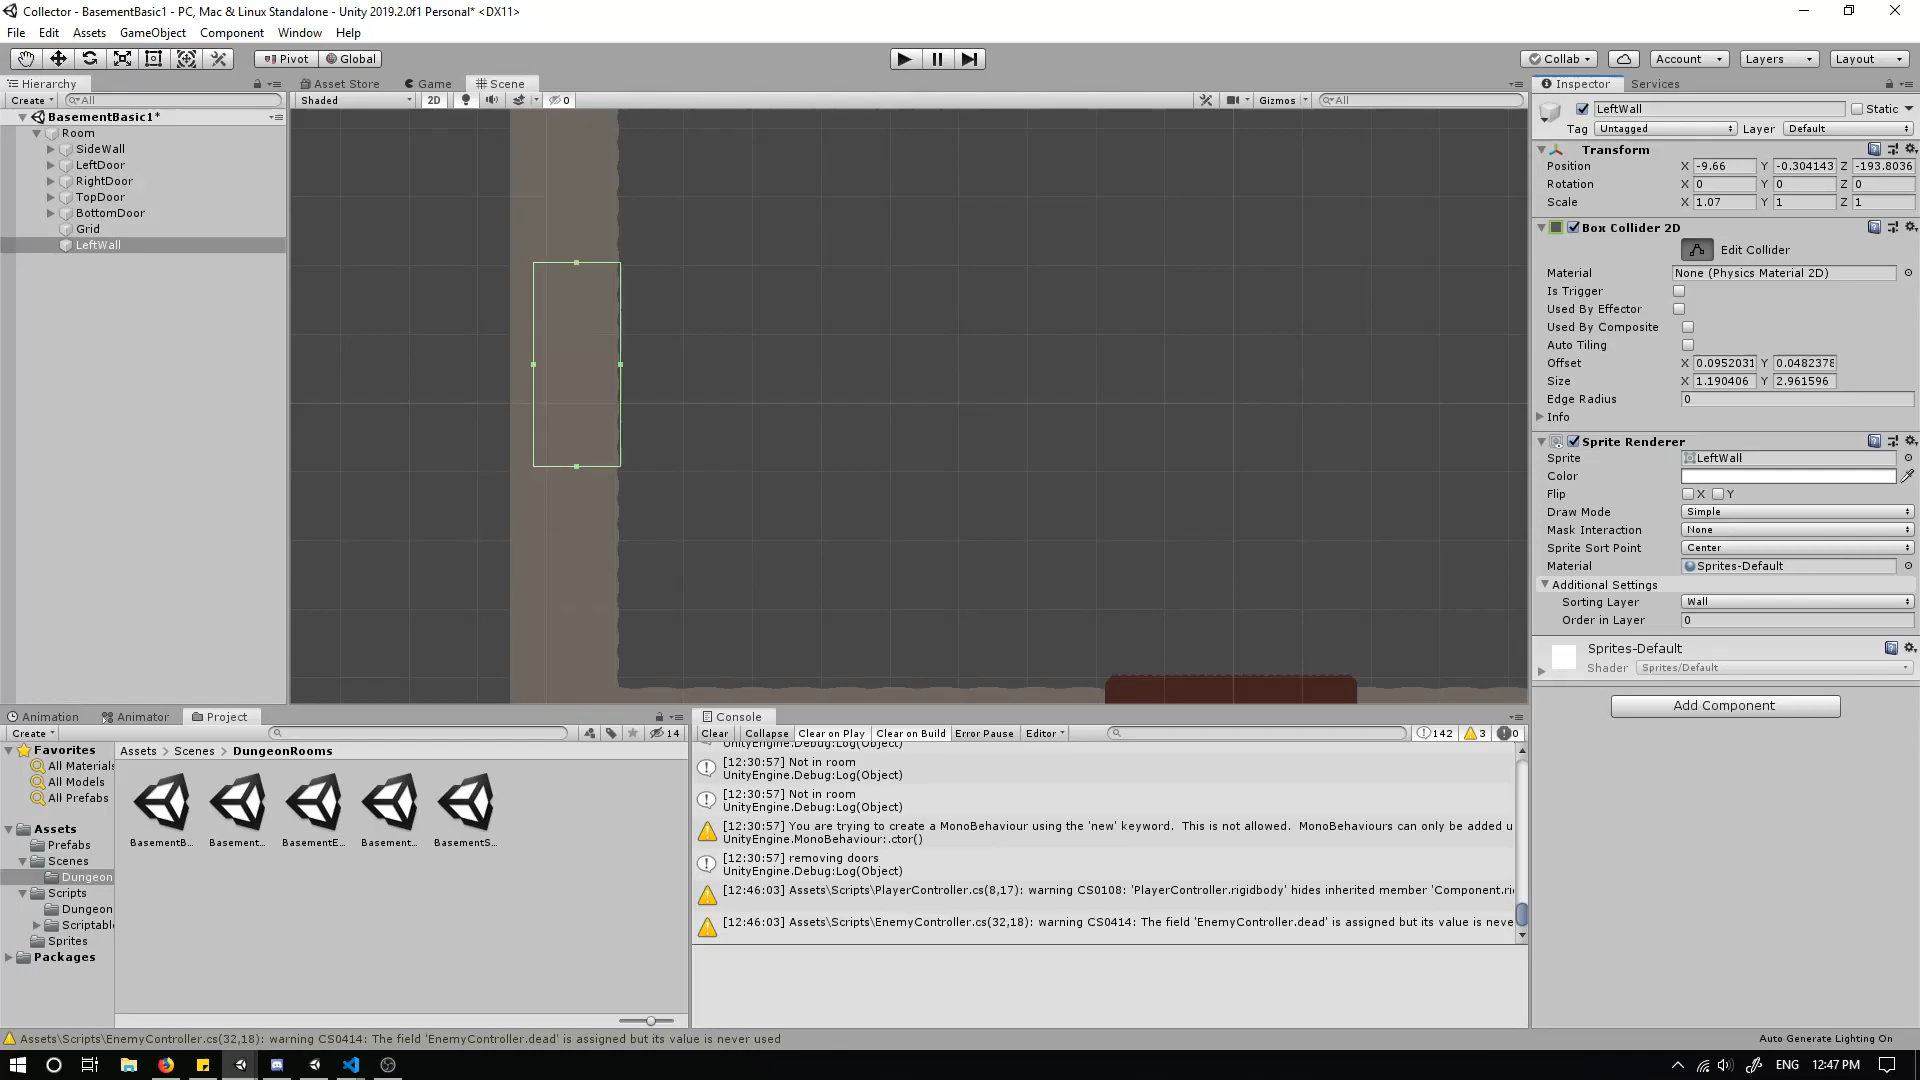 Collector - BasementBasic1 - PC, Mac & Linux Standalone - Unity 2019.2.0f1 Personal* <DX11>
File Edit Assets GameObject Component Window Help
Pivot Global Collab Account Layers Layout
Hierarchy
Create All
BasementBasic1*
Room
SideWall
LeftDoor
RightDoor
TopDoor
BottomDoor
Grid
LeftWall
Asset Store Game Scene
Shaded 2D 0 Gizmos All
Inspector Services
LeftWall Static
Tag Untagged Layer Default
Transform
Position X -9.66 Y -0.304143 Z -193.8036
Rotation X 0 Y 0 Z 0
Scale X 1.07 Y 1 Z 1
Box Collider 2D
Edit Collider
Material None (Physics Material 2D)
Is Trigger
Used By Effector
Used By Composite
Auto Tiling
Offset X 0.0952031 Y 0.0482378
Size X 1.190406 Y 2.961596
Edge Radius 0
Info
Sprite Renderer
Sprite LeftWall
Color
Flip X Y
Draw Mode Simple
Mask Interaction None
Sprite Sort Point Center
Material Sprites-Default
Additional Settings
Sorting Layer Wall
Order in Layer 0
Sprites-Default
Shader Sprites/Default
Add Component
Animation Animator Project
Create 14
Favorites
All Materials
All Models
All Prefabs
Assets
Prefabs
Scenes
Dungeon
Scripts
Dungeon
Scriptabl
Sprites
Packages
Assets > Scenes > DungeonRooms
BasementB... Basement... BasementE... Basement... BasementS...
Console
Clear Collapse Clear on Play Clear on Build Error Pause Editor 142 3 0
UnityEngine.Debug:Log(Object)
[12:30:57] Not in room
UnityEngine.Debug:Log(Object)
[12:30:57] Not in room
UnityEngine.Debug:Log(Object)
[12:30:57] You are trying to create a MonoBehaviour using the 'new' keyword.  This is not allowed.  MonoBehaviours can only be added u
UnityEngine.MonoBehaviour:.ctor()
[12:30:57] removing doors
UnityEngine.Debug:Log(Object)
[12:46:03] Assets\Scripts\PlayerController.cs(8,17): warning CS0108: 'PlayerController.rigidbody' hides inherited member 'Component.ri
[12:46:03] Assets\Scripts\EnemyController.cs(32,18): warning CS0414: The field 'EnemyController.dead' is assigned but its value is neve
Assets\Scripts\EnemyController.cs(32,18): warning CS0414: The field 'EnemyController.dead' is assigned but its value is never used
Auto Generate Lighting On
ENG 12:47 PM